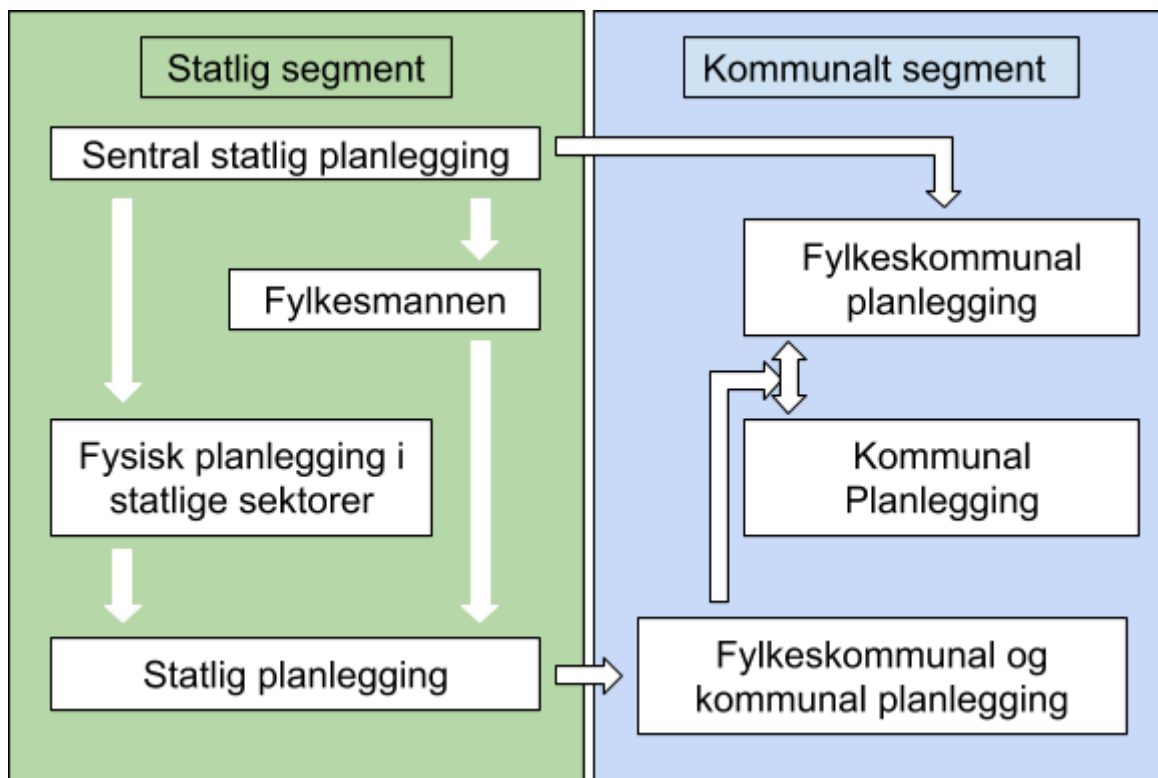 Statlig segment
Sentral statlig planlegging
Fylkesmannen
Fysisk planlegging i
statlige sektorer
Statlig planlegging
Kommunalt segment
Fylkeskommunal
planlegging
Kommunal
Planlegging
Fylkeskommunal og
kommunal planlegging